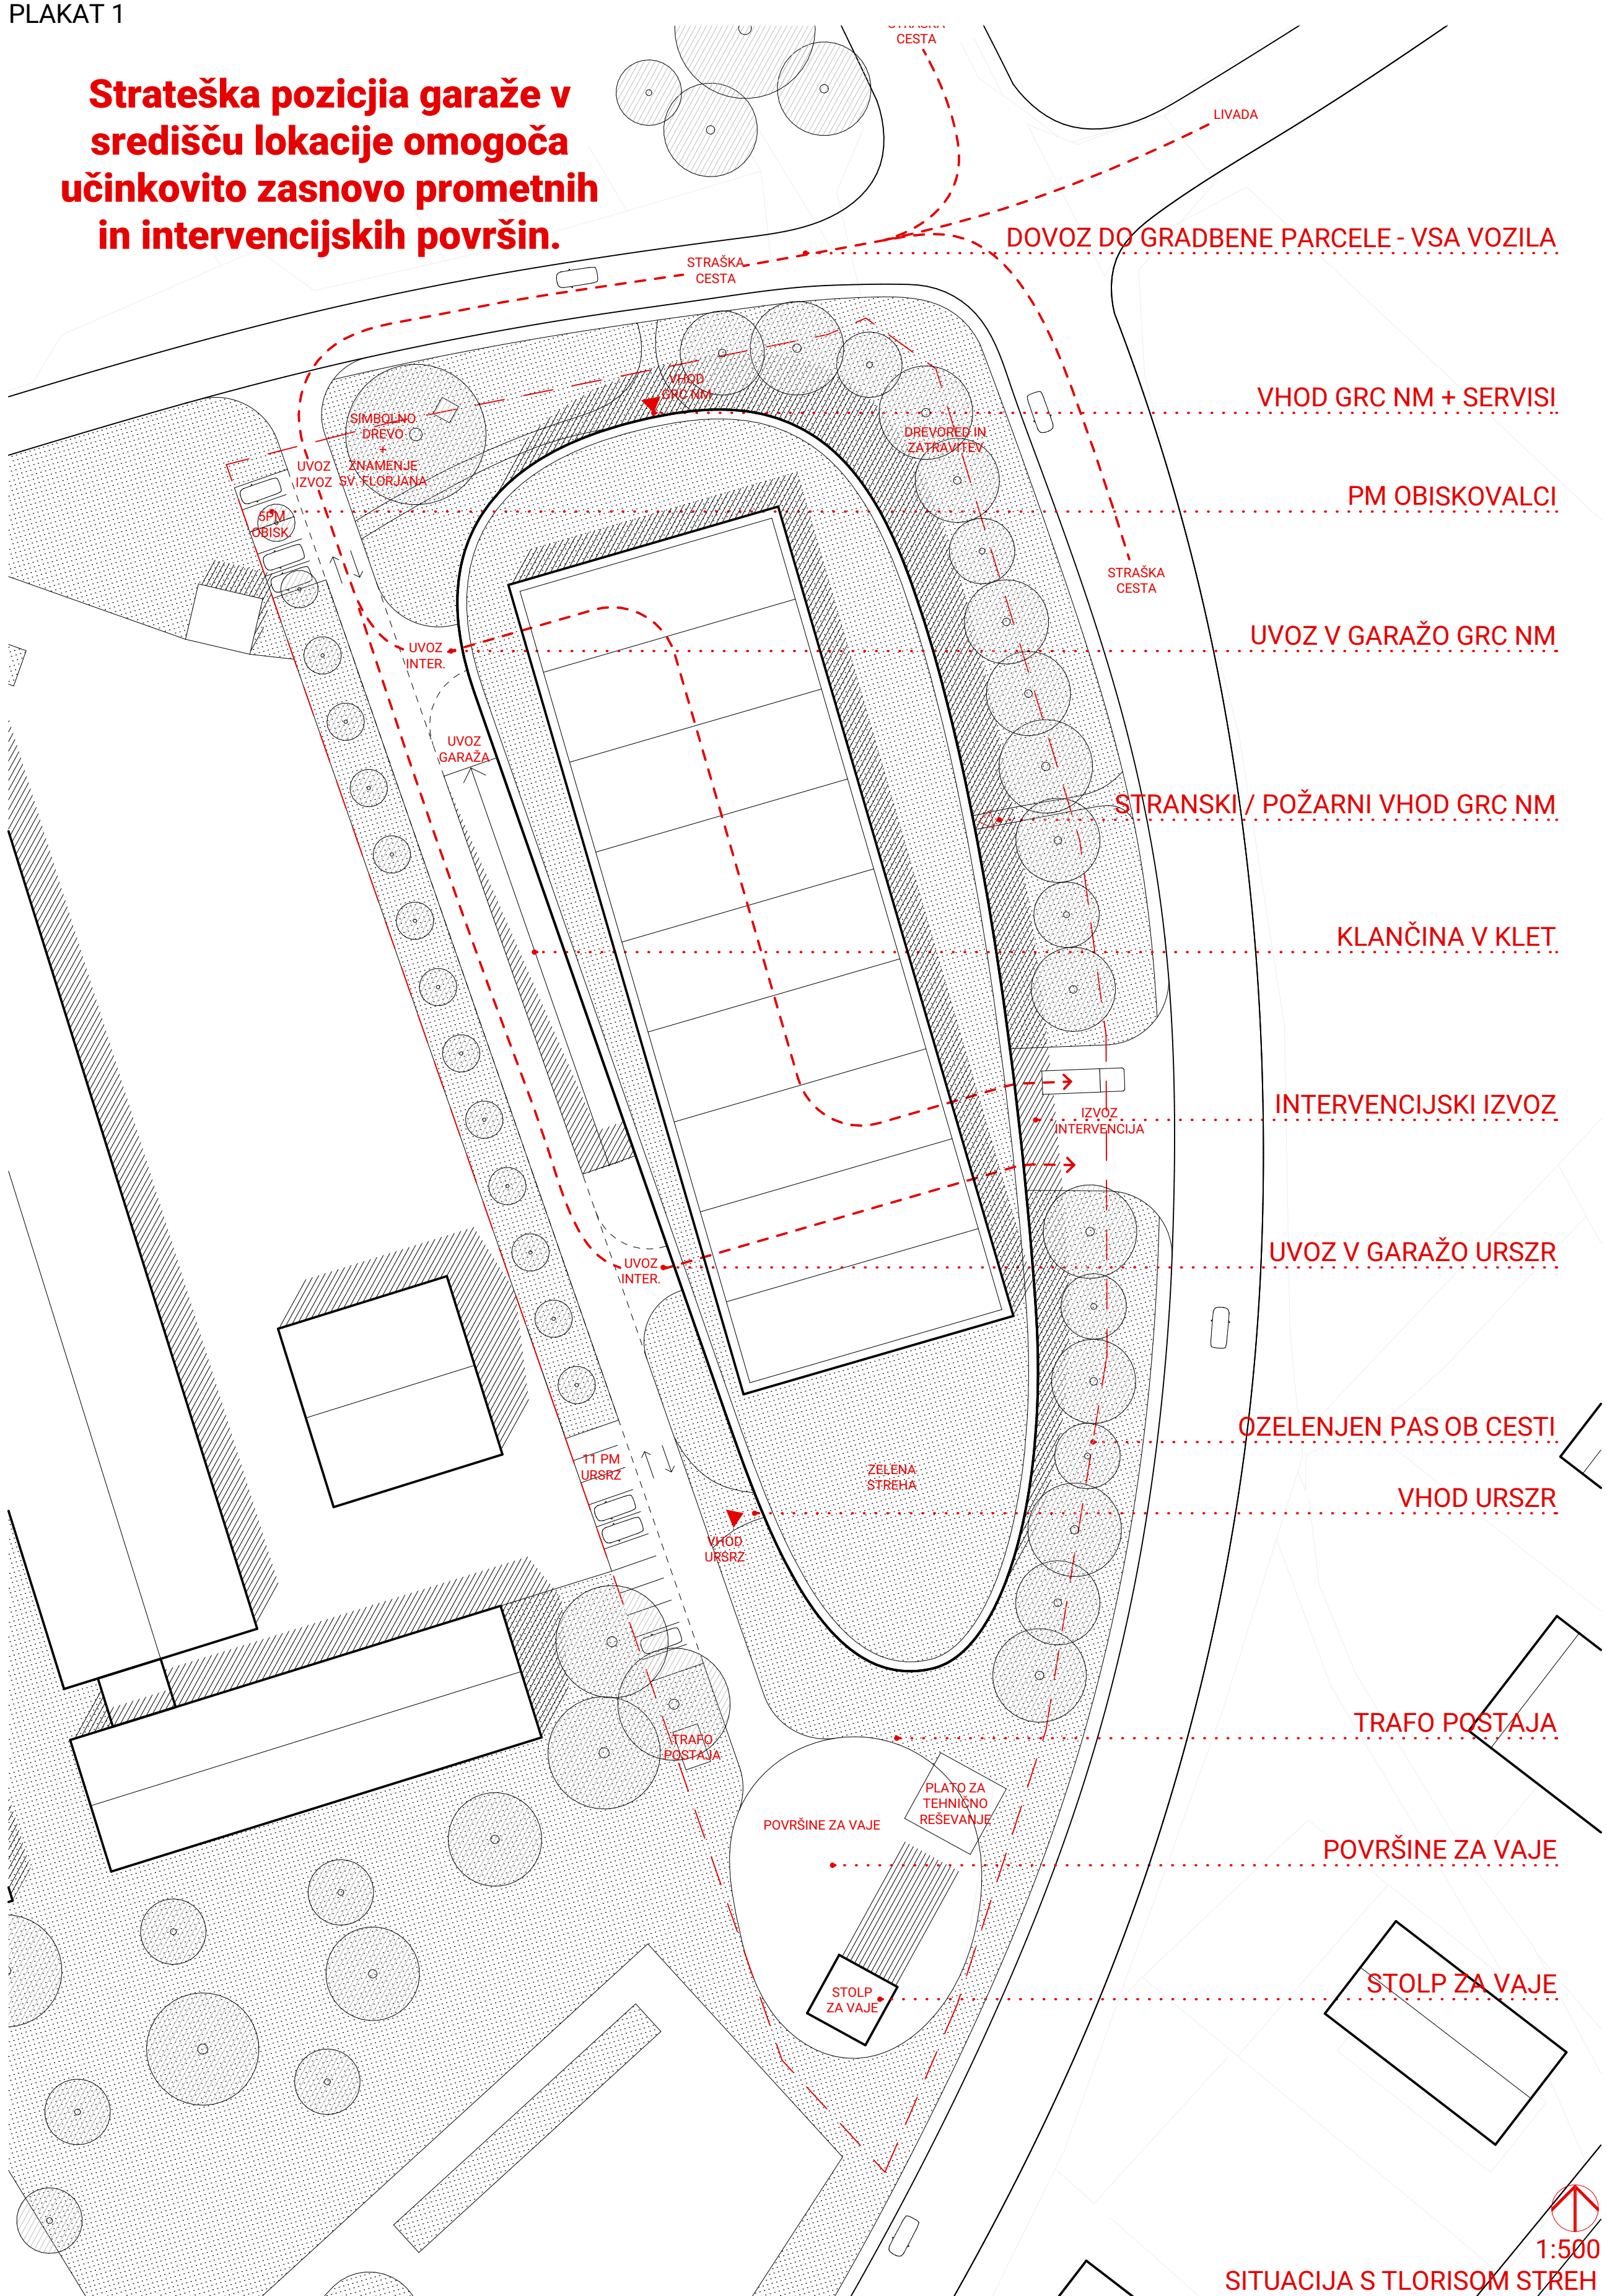 PLAKAT 1
Strateška pozicjia garaže v
središču lokacije omogoča
učinkovito zasnovo prometnih
in intervencijskih površin.
STRAŠKA
CESTA
LIVADA
DOVOZ DO GRADBENE PARCELE - VSA VOZILA
STRAŠKA
CESTA
VHOD
GRC NM
VHOD GRC NM + SERVISI
SIMBOLNO
DREVO
+
ZNAMENJE
SV. FLORJANA
DREVORED IN
ZATRAVITEV
UVOZ
IZVOZ
PM OBISKOVALCI
5PM
OBISK.
STRAŠKA
CESTA
UVOZ V GARAŽO GRC NM
UVOZ
INTER.
UVOZ
GARAŽA
STRANSKI / POŽARNI VHOD GRC NM
KLANČINA V KLET
INTERVENCIJSKI IZVOZ
IZVOZ
INTERVENCIJA
UVOZ V GARAŽO URSZR
UVOZ
INTER.
OZELENJEN PAS OB CESTI
11 PM
URSRZ
ZELENA
STREHA
VHOD URSZR
VHOD
URSRZ
TRAFO POSTAJA
TRAFO
POSTAJA
PLATO ZA
TEHNIČNO
REŠEVANJE
POVRŠINE ZA VAJE
POVRŠINE ZA VAJE
STOLP ZA VAJE
STOLP
ZA VAJE
1:500
SITUACIJA S TLORISOM STREH